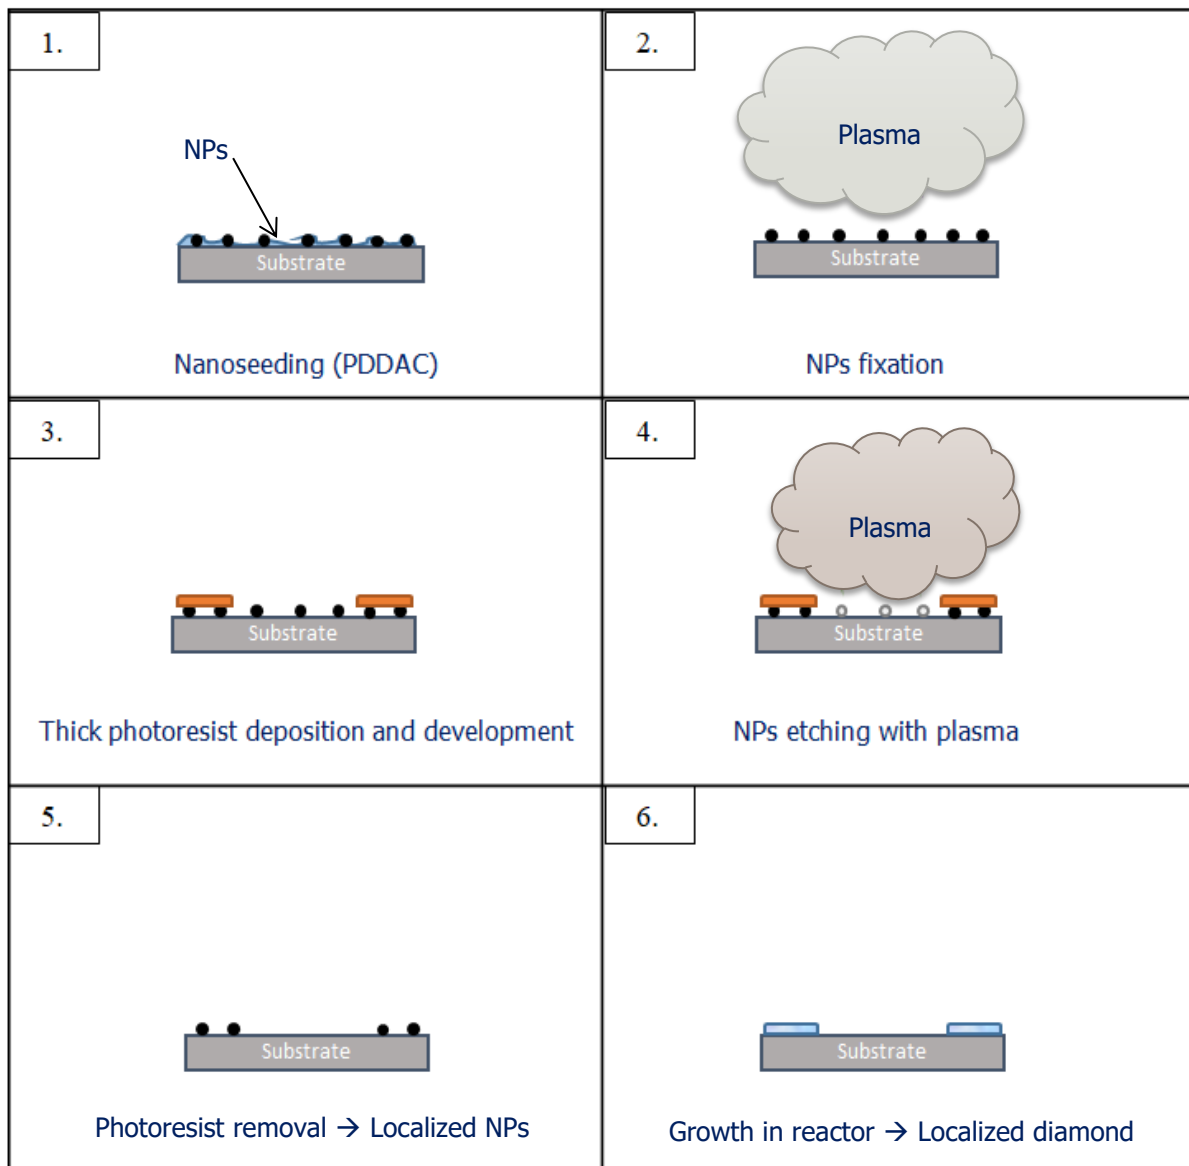 1.
NPs
Substrate
Nanoseeding (PDDAC)
2.
Plasma
Substrate
NPs fixation
3.
Substrate
Thick photoresist deposition and development
4.
Plasma
Substrate
NPs etching with plasma
5.
Substrate
Photoresist removal → Localized NPs
6.
Substrate
Growth in reactor → Localized diamond